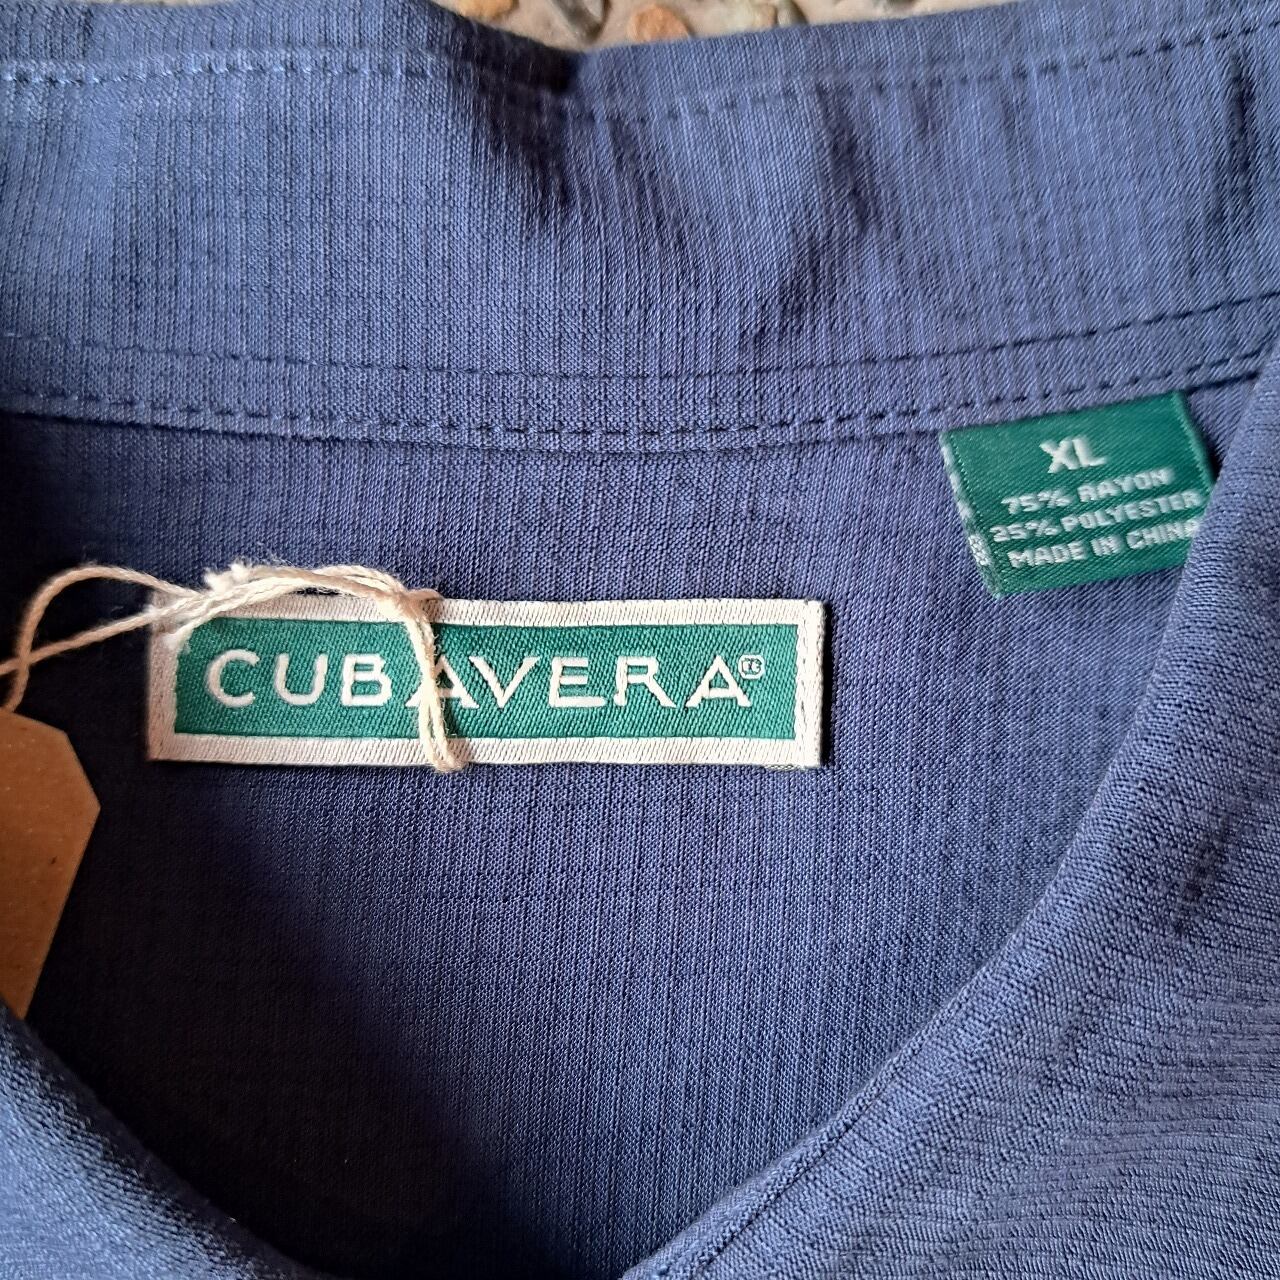 CUBAVERA®
XL
75% RAYON
25% POLYESTER
MADE IN CHINA